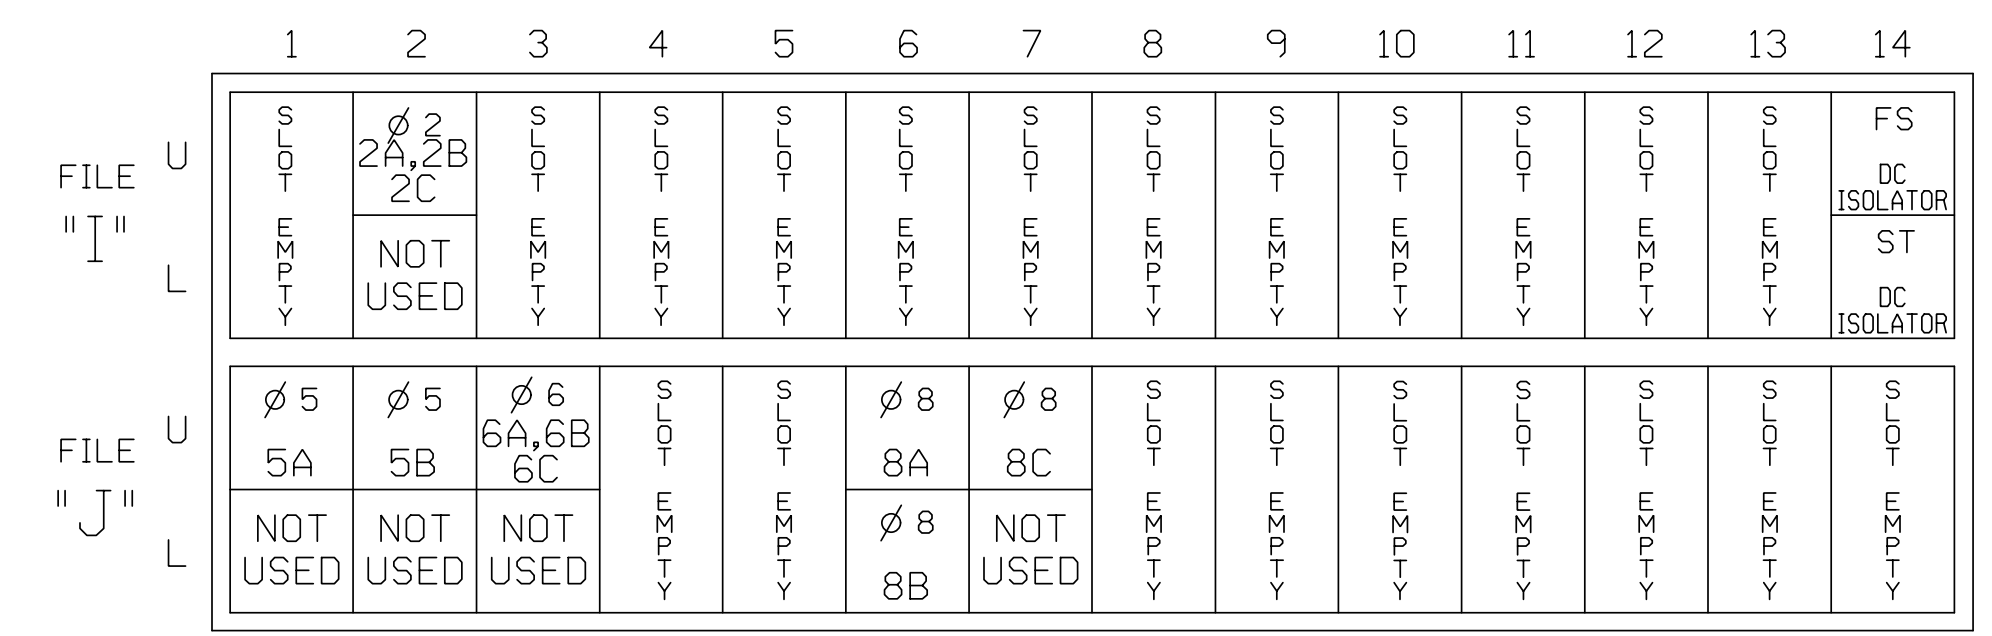 1 2 3 4 5 6 7 8 9 10 11 12 13 14
FILE
"I"
U
L
SLOT EMPTY
Ø 2
2A,2B
2C
NOT
USED
SLOT EMPTY
SLOT EMPTY
SLOT EMPTY
SLOT EMPTY
SLOT EMPTY
SLOT EMPTY
SLOT EMPTY
SLOT EMPTY
SLOT EMPTY
SLOT EMPTY
SLOT EMPTY
FS
DC
ISOLATOR
ST
DC
ISOLATOR
FILE
"J"
U
L
Ø 5
5A
NOT
USED
Ø 5
5B
NOT
USED
Ø 6
6A,6B
6C
NOT
USED
SLOT EMPTY
SLOT EMPTY
Ø 8
8A
Ø 8
8B
Ø 8
8C
NOT
USED
SLOT EMPTY
SLOT EMPTY
SLOT EMPTY
SLOT EMPTY
SLOT EMPTY
SLOT EMPTY
SLOT EMPTY